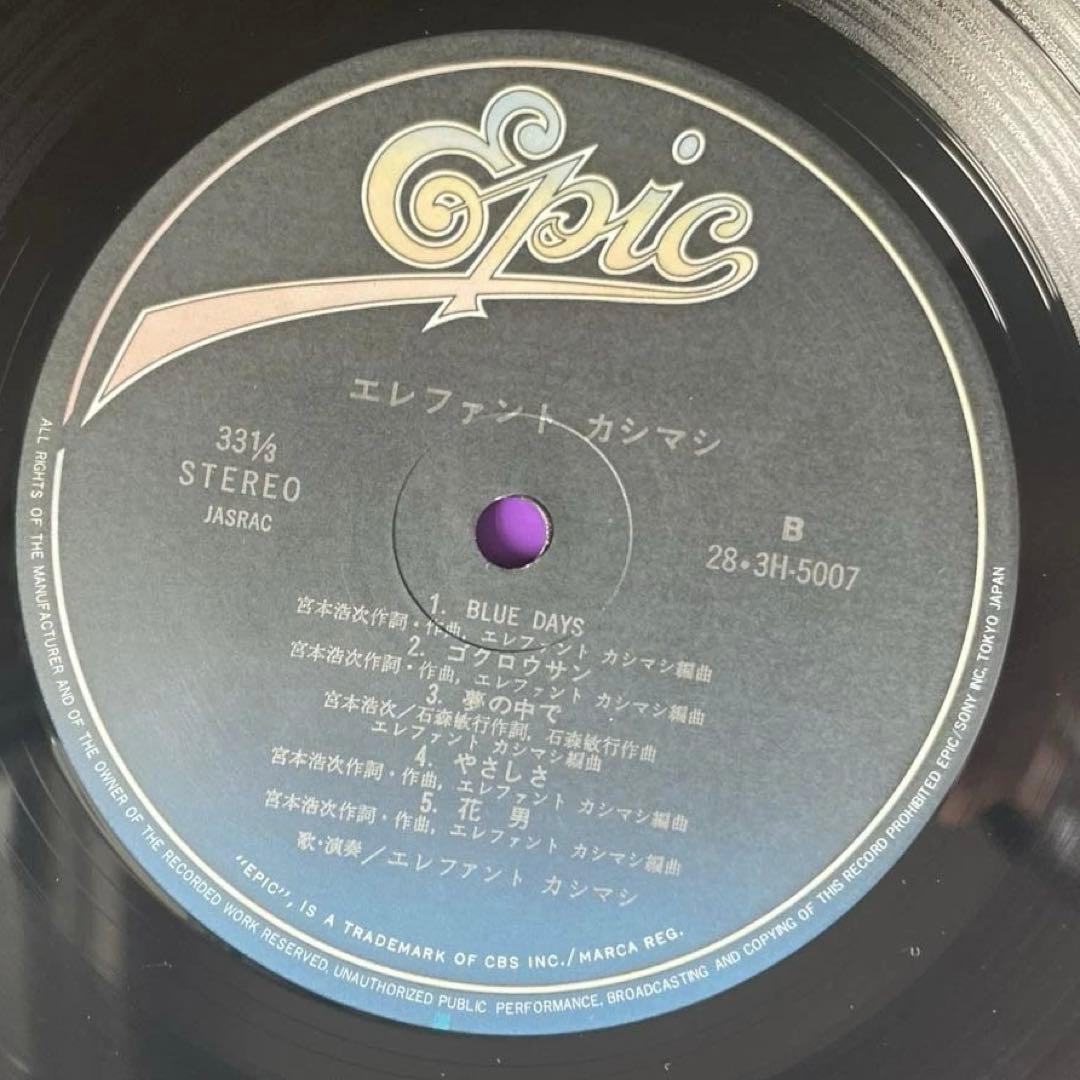 Epic
エレファント カシマシ
33⅓
STEREO
JASRAC
B
28・3H-5007
1. BLUE DAYS
宮本浩次作詞・作曲, エレファント カシマシ編曲
2. ゴクロウサン
宮本浩次作詞・作曲, エレファント カシマシ編曲
3. 夢の中で
宮本浩次／石森敏行作詞, 石森敏行作曲
エレファント カシマシ編曲
4. やさしさ
宮本浩次作詞・作曲, エレファント カシマシ編曲
5. 花 男
宮本浩次作詞・作曲, エレファント カシマシ編曲
歌・演奏／エレファント カシマシ
"EPIC", IS A TRADEMARK OF CBS INC./MARCA REG.
ALL RIGHTS OF THE MANUFACTURER AND OF THE OWNER OF THE RECORDED WORK RESERVED, UNAUTHORIZED PUBLIC PERFORMANCE, BROADCASTING AND COPYING OF THIS RECORD PROHIBITED EPIC/SONY INC. TOKYO JAPAN